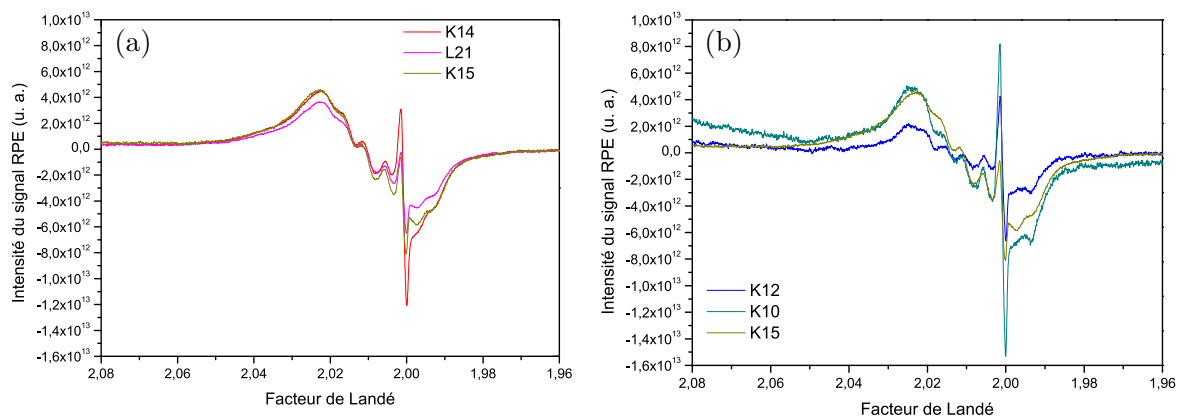 (a)
K14
L21
K15
1,0x10^13
8,0x10^12
6,0x10^12
4,0x10^12
2,0x10^12
0,0
-2,0x10^12
-4,0x10^12
-6,0x10^12
-8,0x10^12
-1,0x10^13
-1,2x10^13
-1,4x10^13
-1,6x10^13
Intensité du signal RPE (u. a.)
2,08 2,06 2,04 2,02 2,00 1,98 1,96
Facteur de Landé
(b)
1,0x10^13
8,0x10^12
6,0x10^12
4,0x10^12
2,0x10^12
0,0
-2,0x10^12
-4,0x10^12
-6,0x10^12
-8,0x10^12
-1,0x10^13
-1,2x10^13
-1,4x10^13
-1,6x10^13
Intensité du signal RPE (u. a.)
K12
K10
K15
2,08 2,06 2,04 2,02 2,00 1,98 1,96
Facteur de Landé